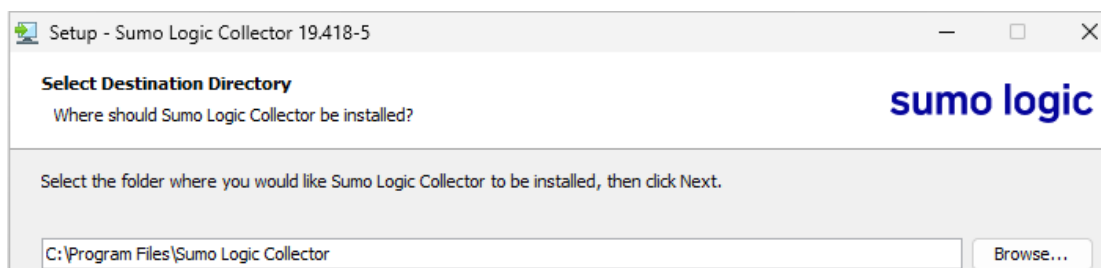 Setup - Sumo Logic Collector 19.418-5
Select Destination Directory
Where should Sumo Logic Collector be installed?
sumo logic
Select the folder where you would like Sumo Logic Collector to be installed, then click Next.
C:\Program Files\Sumo Logic Collector
Browse...